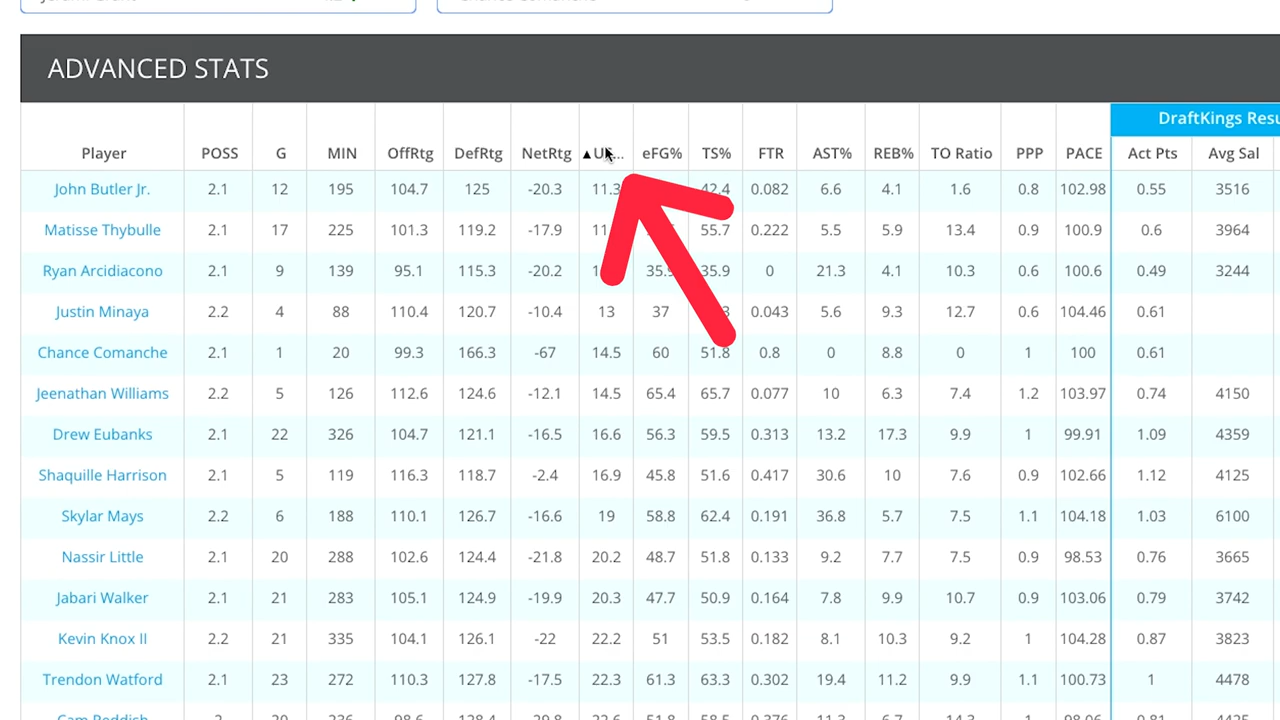 ADVANCED STATS
DraftKings Resu
Player POSS G MIN OffRtg DefRtg NetRtg ▲U... eFG% TS% FTR AST% REB% TO Ratio PPP PACE Act Pts Avg Sal
John Butler Jr. 2.1 12 195 104.7 125 -20.3 11.3 42.4 0.082 6.6 4.1 1.6 0.8 102.98 0.55 3516
Matisse Thybulle 2.1 17 225 101.3 119.2 -17.9 55.7 0.222 5.5 5.9 13.4 0.9 100.9 0.6 3964
Ryan Arcidiacono 2.1 9 139 95.1 115.3 -20.2 35.9 0 21.3 4.1 10.3 0.6 100.6 0.49 3244
Justin Minaya 2.2 4 88 110.4 120.7 -10.4 13 37 0.043 5.6 9.3 12.7 0.6 104.46 0.61
Chance Comanche 2.1 1 20 99.3 166.3 -67 14.5 60 51.8 0.8 0 8.8 0 1 100 0.61
Jeenathan Williams 2.2 5 126 112.6 124.6 -12.1 14.5 65.4 65.7 0.077 10 6.3 7.4 1.2 103.97 0.74 4150
Drew Eubanks 2.1 22 326 104.7 121.1 -16.5 16.6 56.3 59.5 0.313 13.2 17.3 9.9 1 99.91 1.09 4359
Shaquille Harrison 2.1 5 119 116.3 118.7 -2.4 16.9 45.8 51.6 0.417 30.6 10 7.6 0.9 102.66 1.12 4125
Skylar Mays 2.2 6 188 110.1 126.7 -16.6 19 58.8 62.4 0.191 36.8 5.7 7.5 1.1 104.18 1.03 6100
Nassir Little 2.1 20 288 102.6 124.4 -21.8 20.2 48.7 51.8 0.133 9.2 7.7 7.5 0.9 98.53 0.76 3665
Jabari Walker 2.1 21 283 105.1 124.9 -19.9 20.3 47.7 50.9 0.164 7.8 9.9 10.7 0.9 103.06 0.79 3742
Kevin Knox II 2.2 21 335 104.1 126.1 -22 22.2 51 53.5 0.182 8.1 10.3 9.2 1 104.28 0.87 3823
Trendon Watford 2.1 23 272 110.3 127.8 -17.5 22.3 61.3 63.3 0.302 19.4 11.2 9.9 1.1 100.73 1 4478
Cam Reddish